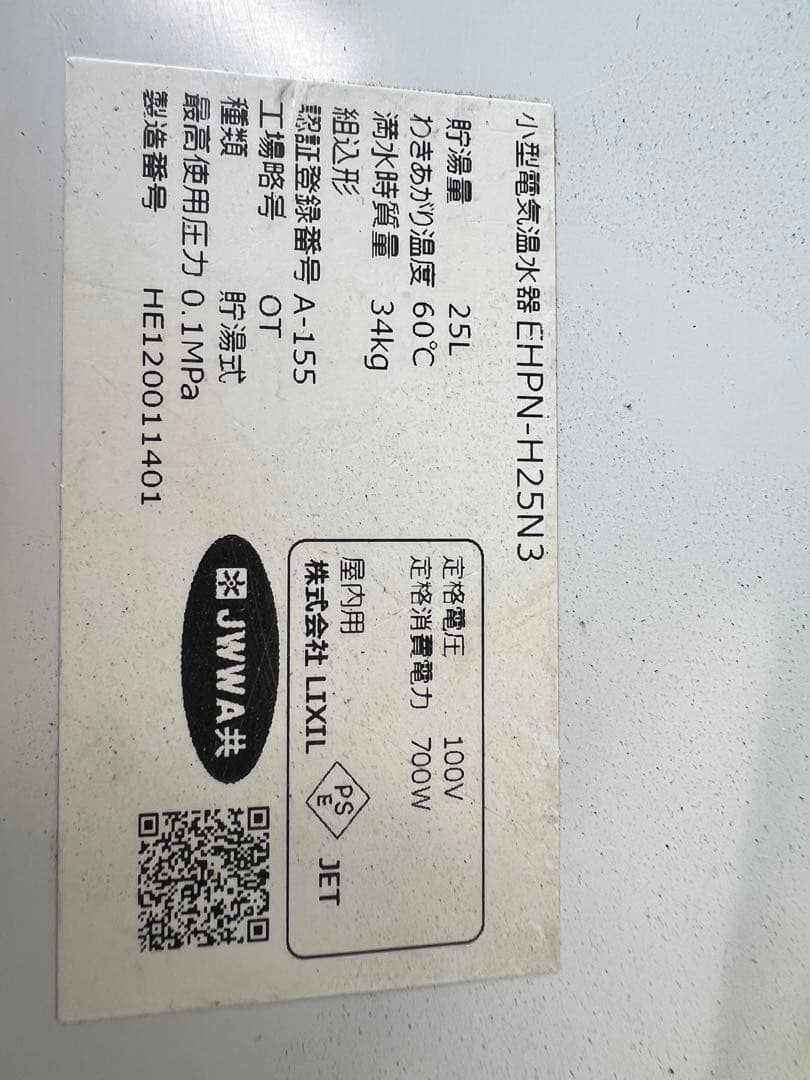 小型電気温水器 EHPN-H25N3
貯湯量 25L
わきあがり温度 60℃
満水時質量 34kg
組込形
認証登録番号 A-155
工場略号 OT
種類 貯湯式
最高使用圧力 0.1MPa
製造番号 HE120011401
定格電圧 100V
定格消費電力 700W
屋内用
株式会社 LIXIL PSE JET
JWWA共